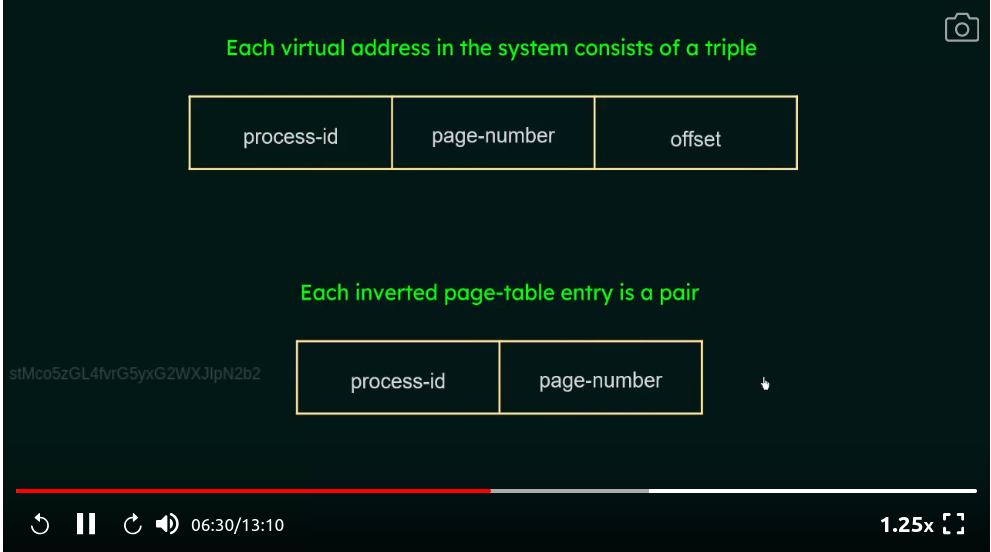 Each virtual address in the system consists of a triple
process-id page-number offset
Each inverted page-table entry is a pair
stMco5zGL4fvrG5yxG2WXJIpN2b2
process-id page-number
06:30/13:10 1.25x